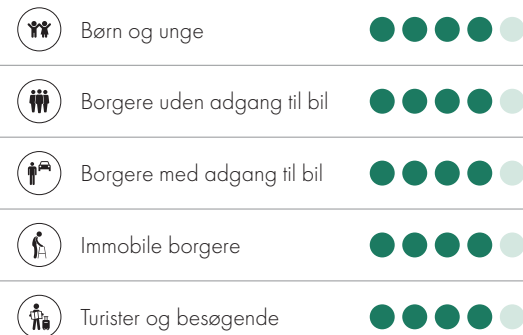 Børn og unge
Borgere uden adgang til bil
Borgere med adgang til bil
Immobile borgere
Turister og besøgende